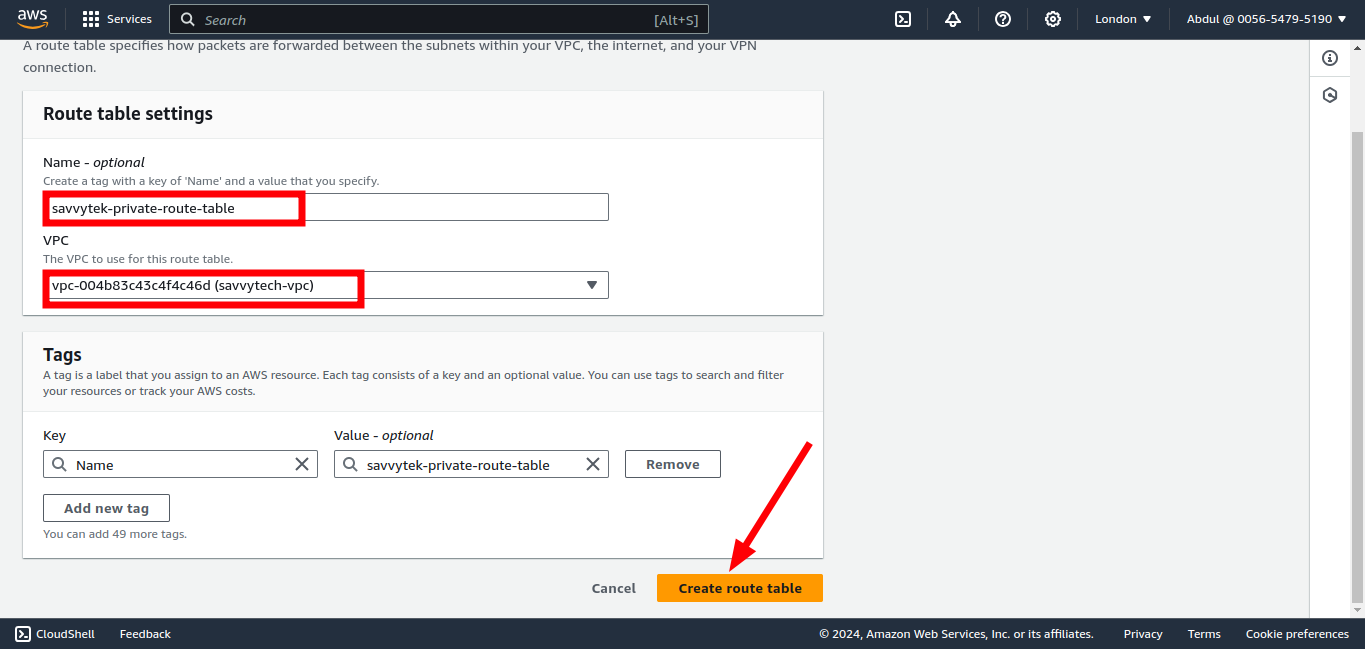 aws
Services
Search
[Alt+S]
London
Abdul @ 0056-5479-5190
A route table specifies how packets are forwarded between the subnets within your VPC, the internet, and your VPN
connection.
Route table settings
Name - optional
Create a tag with a key of 'Name' and a value that you specify.
savvytek-private-route-table
VPC
The VPC to use for this route table.
vpc-004b83c43c4f4c46d (savvytech-vpc)
Tags
A tag is a label that you assign to an AWS resource. Each tag consists of a key and an optional value. You can use tags to search and filter
your resources or track your AWS costs.
Key
Value - optional
Name
savvytek-private-route-table
Remove
Add new tag
You can add 49 more tags.
Cancel
Create route table
CloudShell
Feedback
© 2024, Amazon Web Services, Inc. or its affiliates.
Privacy
Terms
Cookie preferences